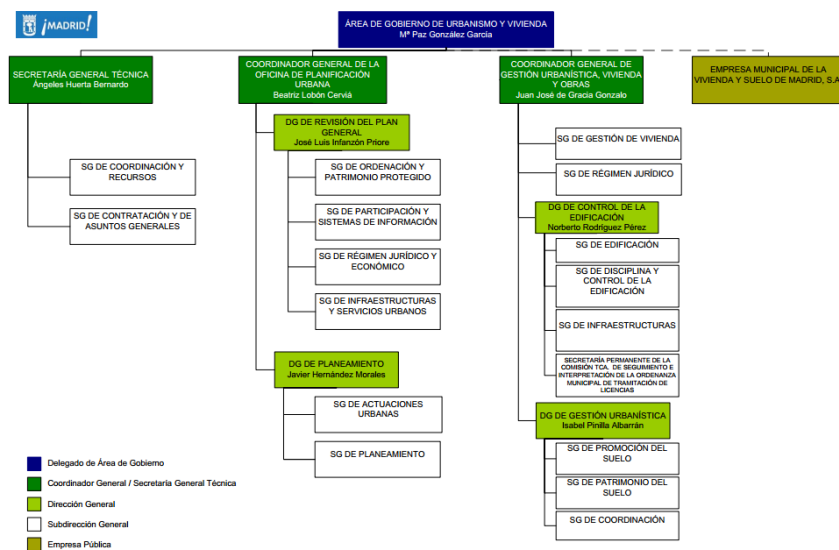 ¡MADRID!
ÁREA DE GOBIERNO DE URBANISMO Y VIVIENDA
Mª Paz González García
SECRETARÍA GENERAL TÉCNICA
Ángeles Huerta Bernardo
COORDINADOR GENERAL DE LA
OFICINA DE PLANIFICACIÓN
URBANA
Beatriz Lobón Cerviá
COORDINADOR GENERAL DE
GESTIÓN URBANÍSTICA, VIVIENDA
Y OBRAS
Juan José de Gracia Gonzalo
EMPRESA MUNICIPAL DE LA
VIVIENDA Y SUELO DE MADRID, S.A
SG DE COORDINACIÓN Y
RECURSOS
SG DE CONTRATACIÓN Y DE
ASUNTOS GENERALES
DG DE REVISIÓN DEL PLAN
GENERAL
José Luis Infanzón Priore
SG DE ORDENACIÓN Y
PATRIMONIO PROTEGIDO
SG DE PARTICIPACIÓN Y
SISTEMAS DE INFORMACIÓN
SG DE RÉGIMEN JURÍDICO Y
ECONÓMICO
SG DE INFRAESTRUCTURAS
Y SERVICIOS URBANOS
DG DE PLANEAMIENTO
Javier Hernández Morales
SG DE ACTUACIONES
URBANAS
SG DE PLANEAMIENTO
SG DE GESTIÓN DE VIVIENDA
SG DE RÉGIMEN JURÍDICO
DG DE CONTROL DE LA
EDIFICACIÓN
Norberto Rodríguez Pérez
SG DE EDIFICACIÓN
SG DE DISCIPLINA Y
CONTROL DE LA
EDIFICACIÓN
SG DE INFRAESTRUCTURAS
SECRETARÍA PERMANENTE DE LA
COMISIÓN TCA. DE SEGUIMIENTO E
INTERPRETACIÓN DE LA ORDENANZA
MUNICIPAL DE TRAMITACIÓN DE
LICENCIAS
DG DE GESTIÓN URBANÍSTICA
Isabel Pinilla Albarrán
SG DE PROMOCIÓN DEL
SUELO
SG DE PATRIMONIO DEL
SUELO
SG DE COORDINACIÓN
Delegado de Área de Gobierno
Coordinador General / Secretaría General Técnica
Dirección General
Subdirección General
Empresa Pública